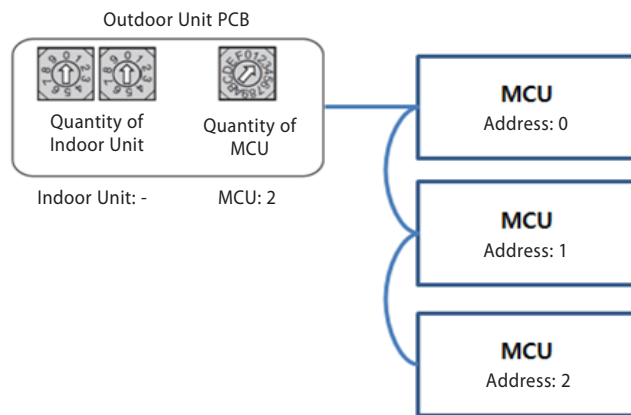 Outdoor Unit PCB
Quantity of
Indoor Unit
Quantity of
MCU
Indoor Unit: -
MCU: 2
MCU
Address: 0
MCU
Address: 1
MCU
Address: 2